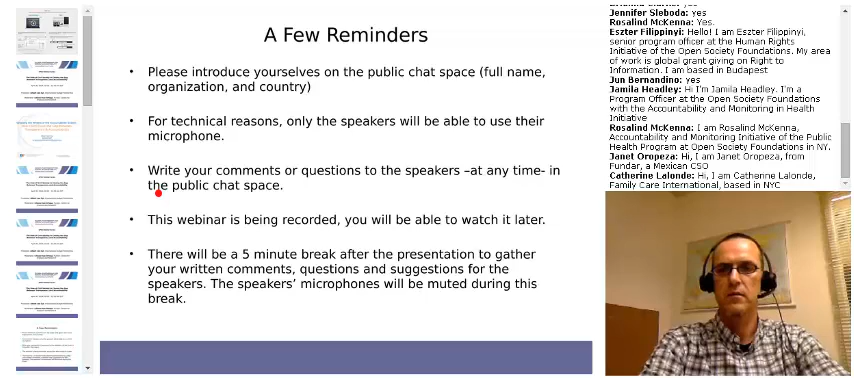 A Few Reminders
• Please introduce yourselves on the public chat space (full name,
organization, and country)
• For technical reasons, only the speakers will be able to use their
microphone.
• Write your comments or questions to the speakers –at any time- in
the public chat space.
• This webinar is being recorded, you will be able to watch it later.
• There will be a 5 minute break after the presentation to gather
your written comments, questions and suggestions for the
speakers. The speakers’ microphones will be muted during this
break.
Jennifer Sleboda: yes
Rosalind McKenna: Yes.
Eszter Filippinyi: Hello! I am Eszter Filippinyi,
senior program officer at the Human Rights
Initiative of the Open Society Foundations. My area
of work is global grant giving on Right to
Information. I am based in Budapest
Jun Bernandino: yes
Jamila Headley: Hi I'm Jamila Headley. I'm a
Program Officer at the Open Society Foundations
with the Accountability and Monitoring in Health
Initiative
Rosalind McKenna: I am Rosalind McKenna,
Accountability and Monitoring Initiative of the Public
Health Program at Open Society Foundations in NY.
Janet Oropeza: Hi, I am Janet Oropeza, from
Fundar, a Mexican CSO
Catherine Lalonde: Hi, I am Catherine Lalonde,
Family Care International, based in NYC
A Few Reminders